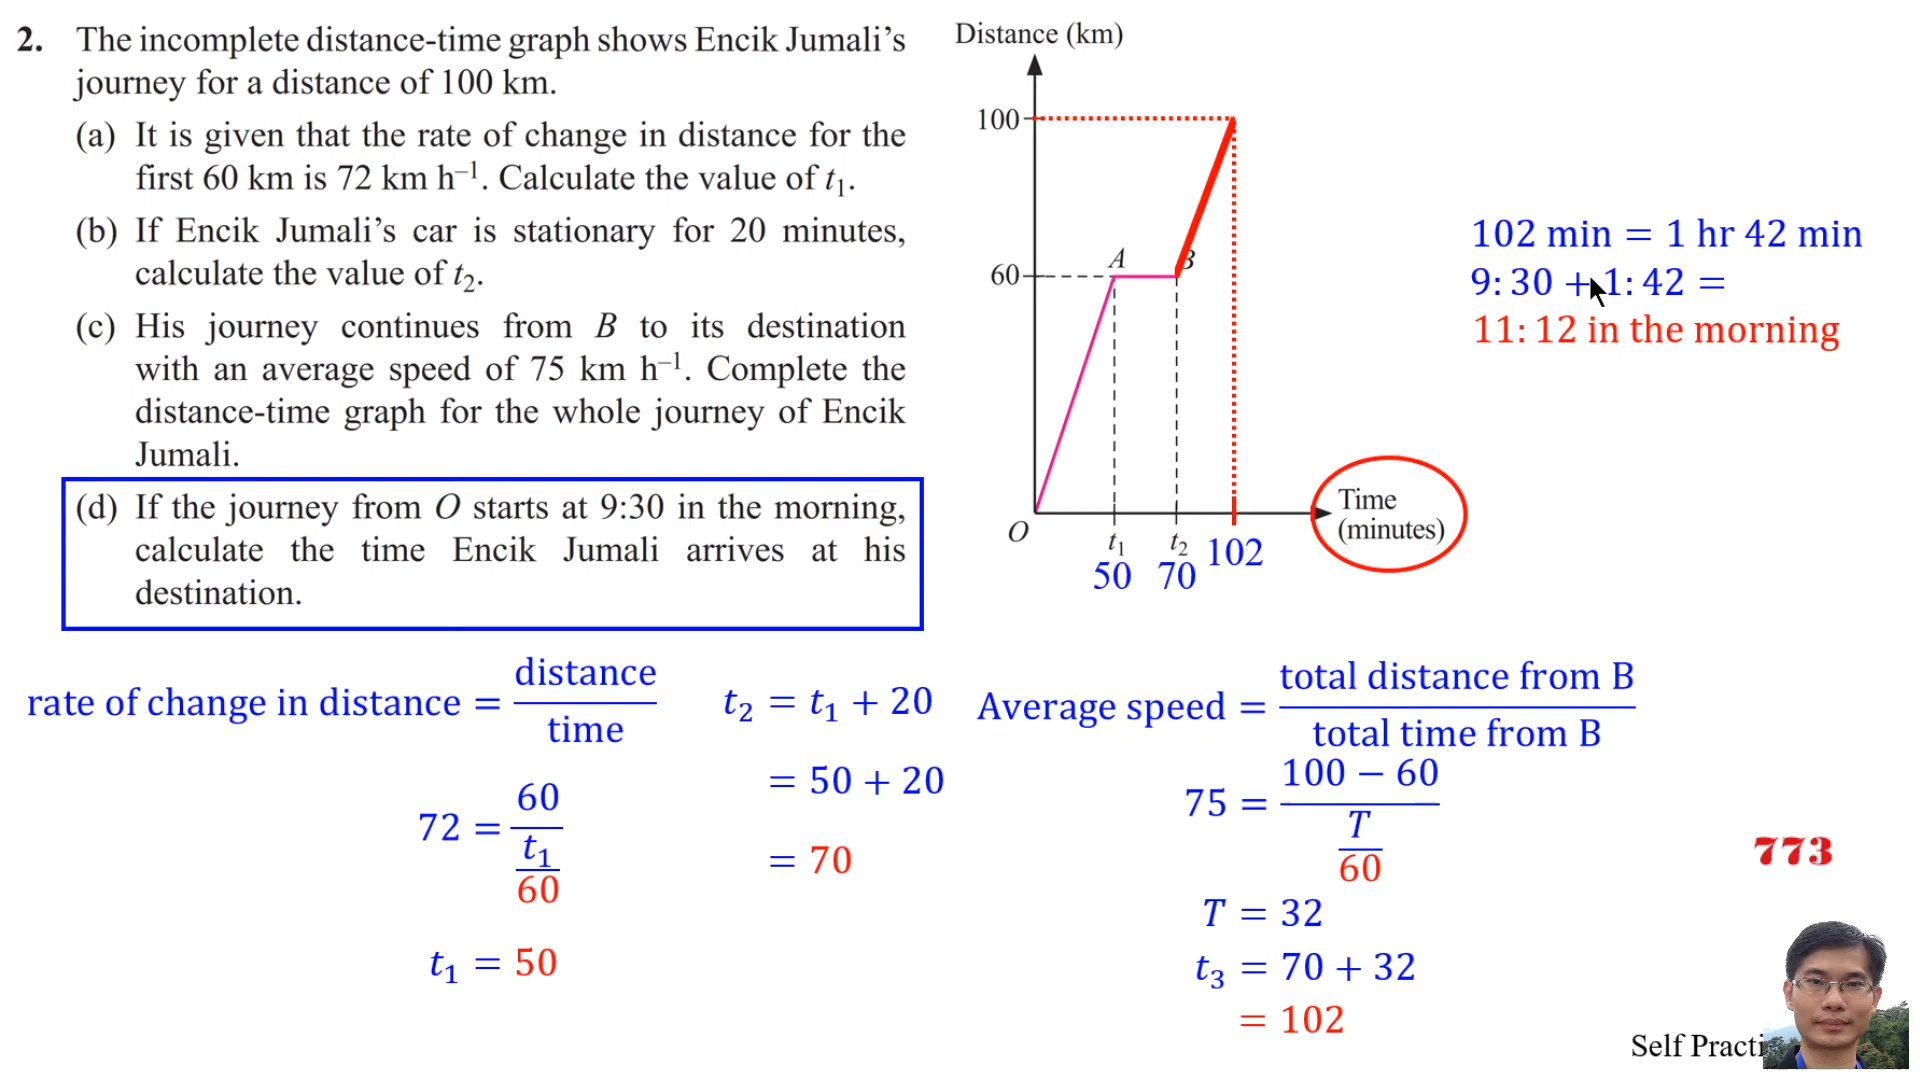 2. The incomplete distance-time graph shows Encik Jumali's
journey for a distance of 100 km.
(a) It is given that the rate of change in distance for the
first 60 km is 72 km h⁻¹. Calculate the value of t₁.
(b) If Encik Jumali's car is stationary for 20 minutes,
calculate the value of t₂.
(c) His journey continues from B to its destination
with an average speed of 75 km h⁻¹. Complete the
distance-time graph for the whole journey of Encik
Jumali.
(d) If the journey from O starts at 9:30 in the morning,
calculate the time Encik Jumali arrives at his
destination.
Distance (km)
100
60
A
B
O
t₁
t₂
50
70
102
Time
(minutes)
102 min = 1 hr 42 min
9: 30 + 1: 42 =
11: 12 in the morning
rate of change in distance = distance / time
72 = 60 / (t₁ / 60)
t₁ = 50
t₂ = t₁ + 20
= 50 + 20
= 70
Average speed = total distance from B / total time from B
75 = (100 − 60) / (T / 60)
T = 32
t₃ = 70 + 32
= 102
773
Self Practi